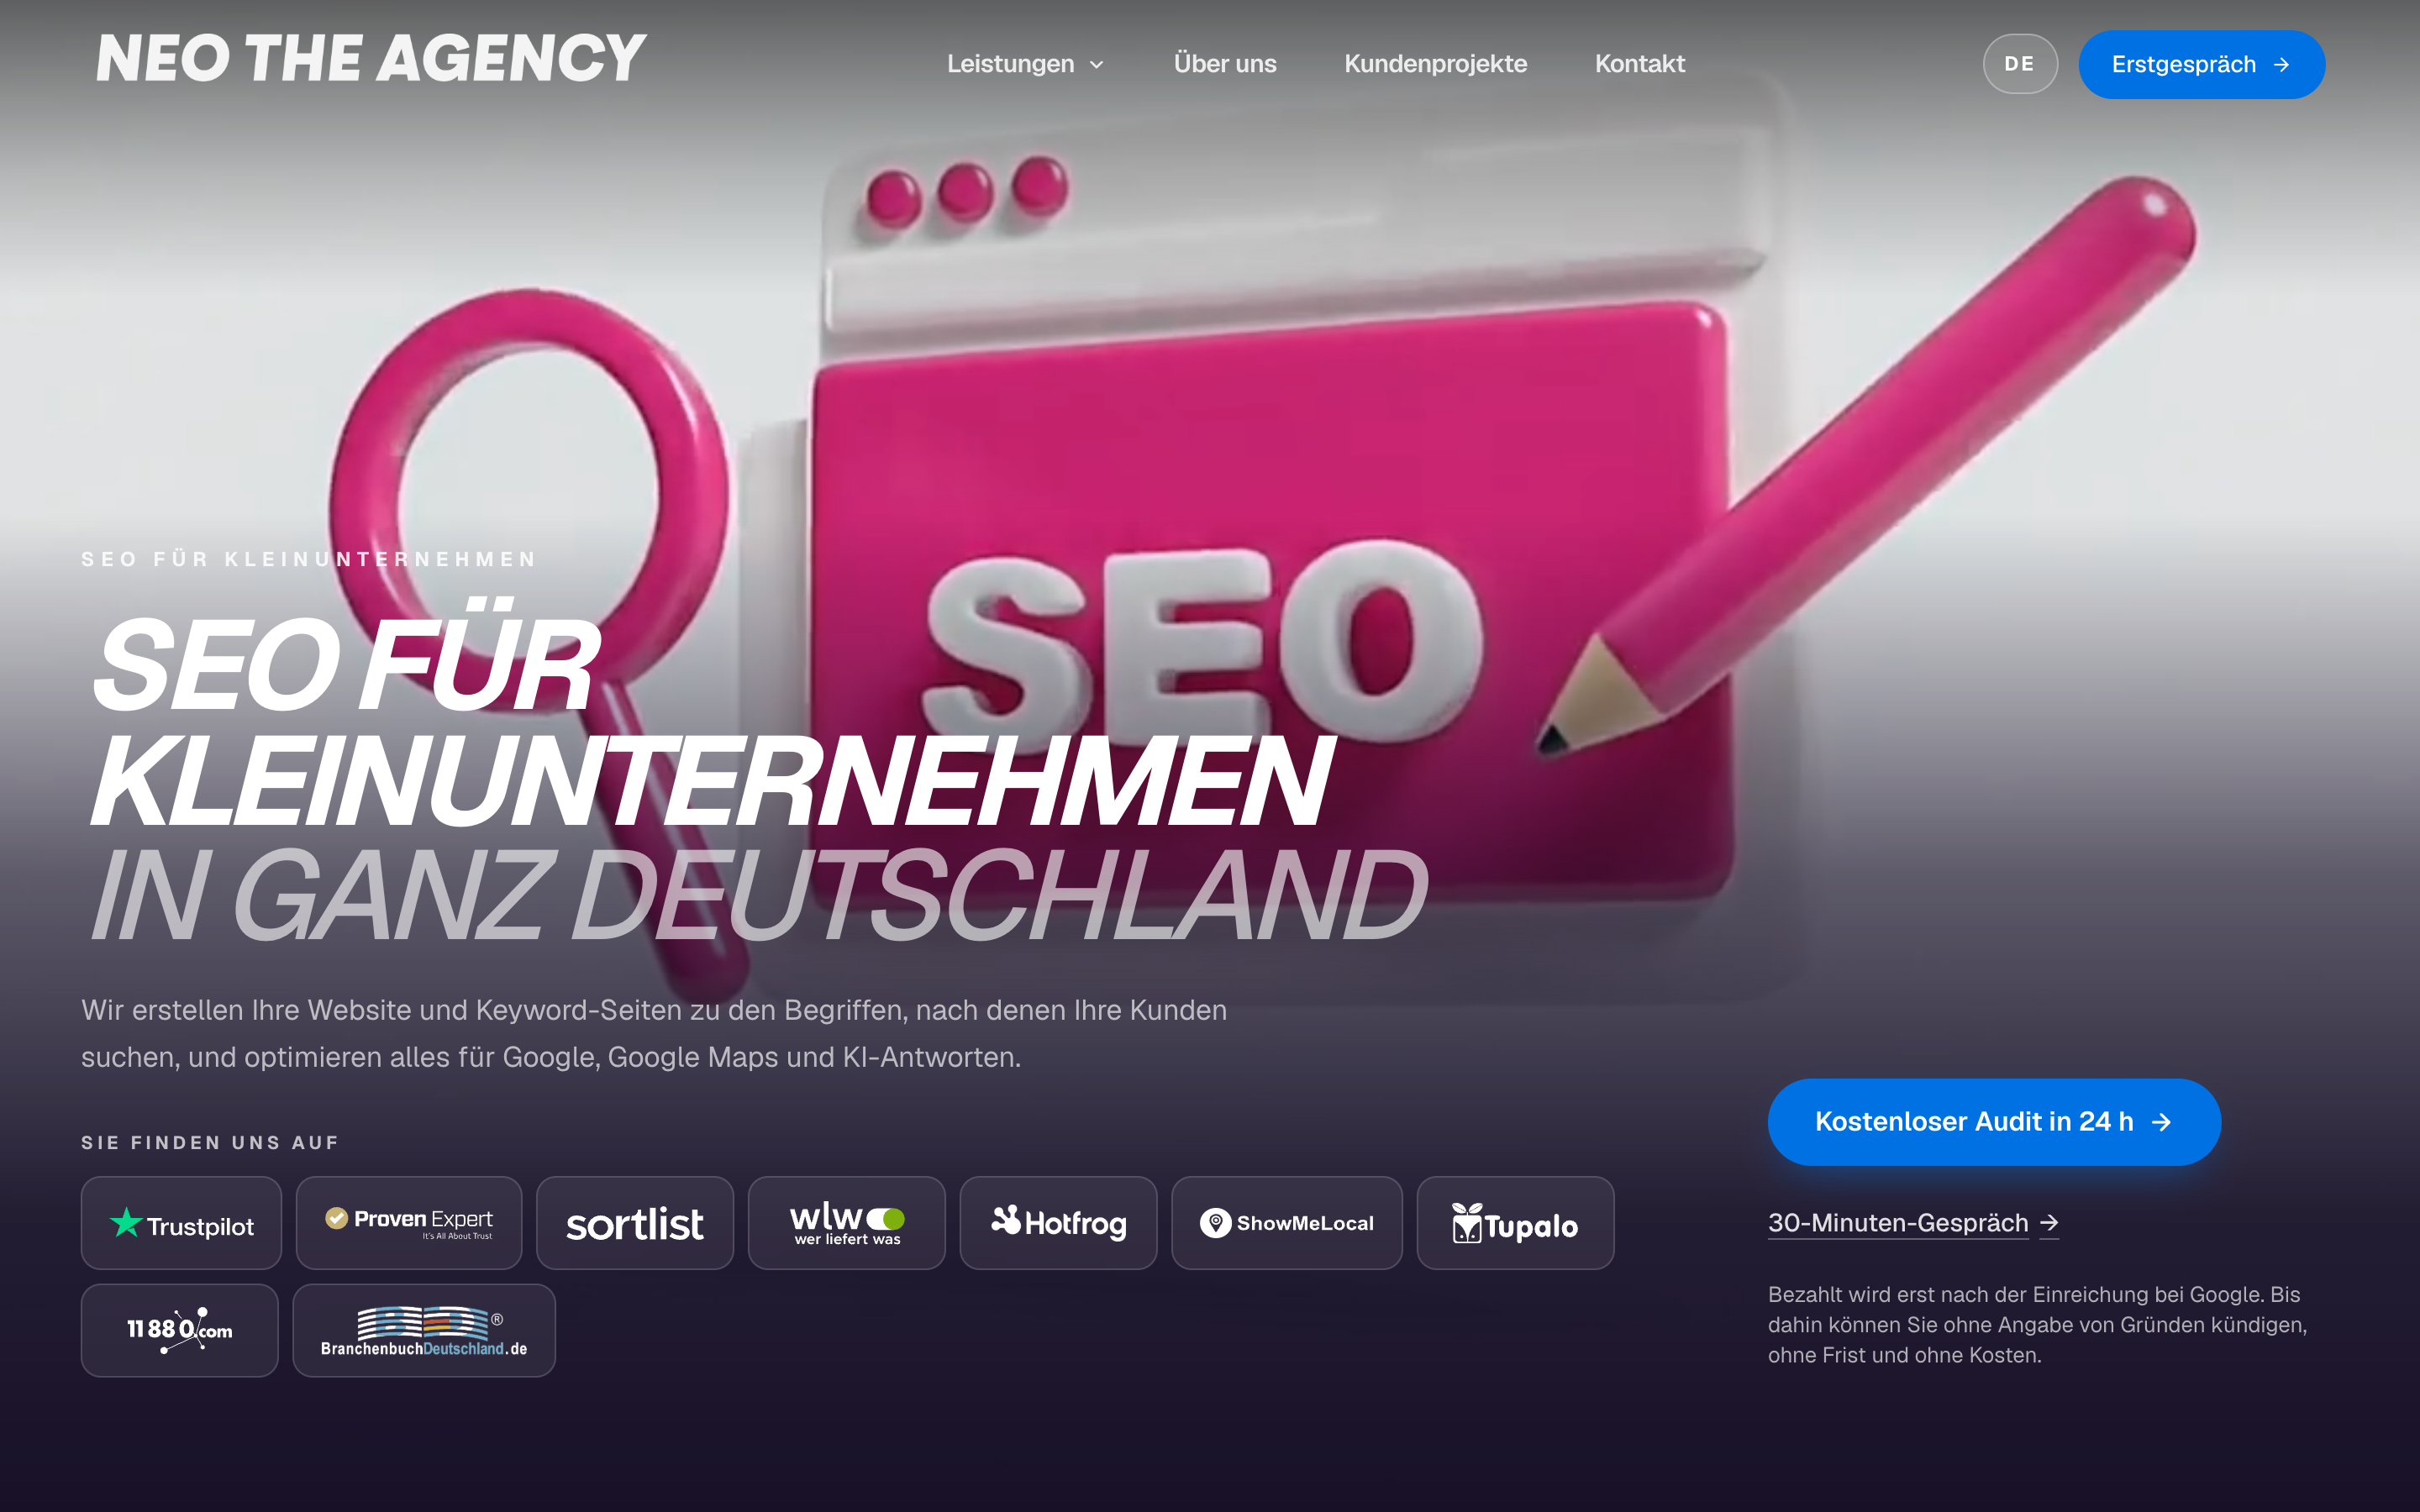 NEO THE AGENCY
Leistungen
Über uns
Kundenprojekte
Kontakt
DE
Erstgespräch →
SEO
SEO FÜR KLEINUNTERNEHMEN
SEO FÜR
KLEINUNTERNEHMEN
IN GANZ DEUTSCHLAND
Wir erstellen Ihre Website und Keyword-Seiten zu den Begriffen, nach denen Ihre Kunden
suchen, und optimieren alles für Google, Google Maps und KI-Antworten.
SIE FINDEN UNS AUF
Trustpilot
Proven Expert
It's All About Trust
sortlist
wlw
wer liefert was
Hotfrog
ShowMeLocal
Tupalo
11880.com
BD®
BranchenbuchDeutschland.de
Kostenloser Audit in 24 h →
30-Minuten-Gespräch →
Bezahlt wird erst nach der Einreichung bei Google. Bis
dahin können Sie ohne Angabe von Gründen kündigen,
ohne Frist und ohne Kosten.